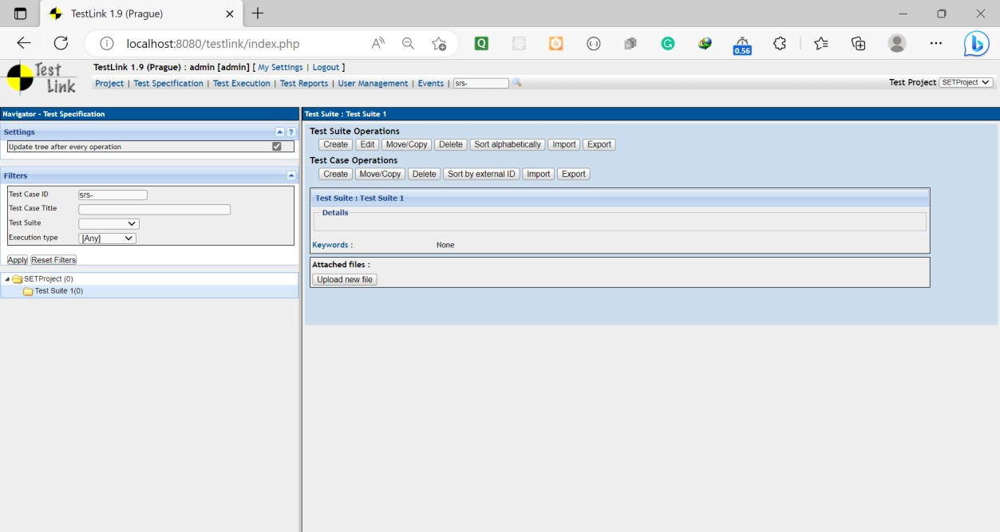 TestLink 1.9 (Prague)
localhost:8080/testlink/index.php
0.56
Test Link
TestLink 1.9 (Prague) : admin [admin] [ My Settings | Logout ]
Project | Test Specification | Test Execution | Test Reports | User Management | Events | srs-
Test Project SETProject
Navigator - Test Specification
Settings
Update tree after every operation
Filters
Test Case ID srs-
Test Case Title
Test Suite
Execution type [Any]
Apply Reset Filters
SETProject (0)
Test Suite 1(0)
Test Suite : Test Suite 1
Test Suite Operations
Create Edit Move/Copy Delete Sort alphabetically Import Export
Test Case Operations
Create Move/Copy Delete Sort by external ID Import Export
Test Suite : Test Suite 1
Details
Keywords : None
Attached files :
Upload new file